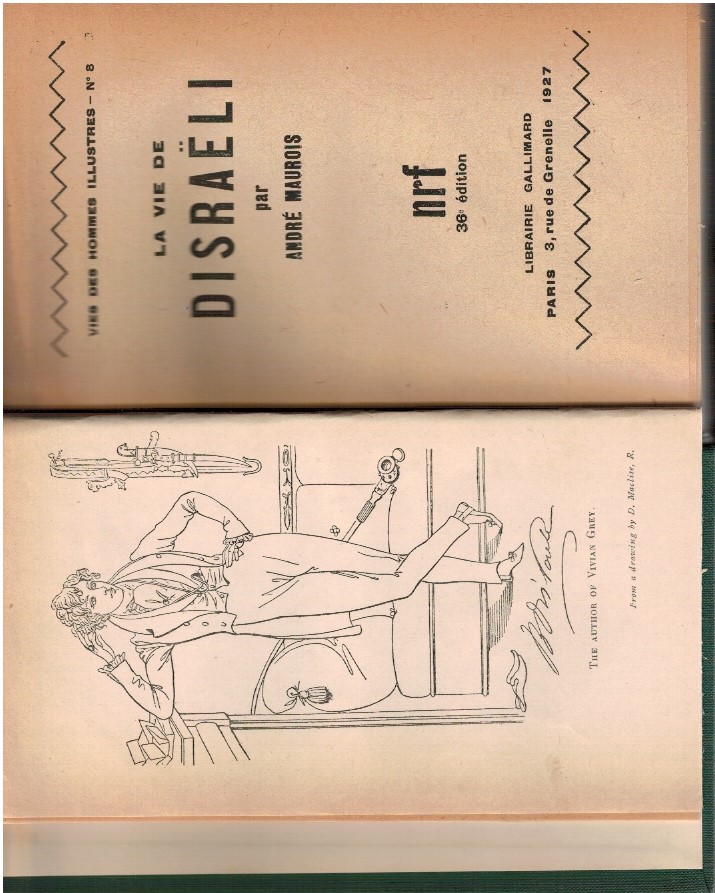 VIES DES HOMMES ILLUSTRES – N° 8
LA VIE DE
DISRAËLI
par
ANDRÉ MAUROIS
nrf
36e édition
LIBRAIRIE GALLIMARD
PARIS 3, rue de Grenelle 1927
THE AUTHOR OF VIVIAN GREY.
From a drawing by D. Maclise, R.